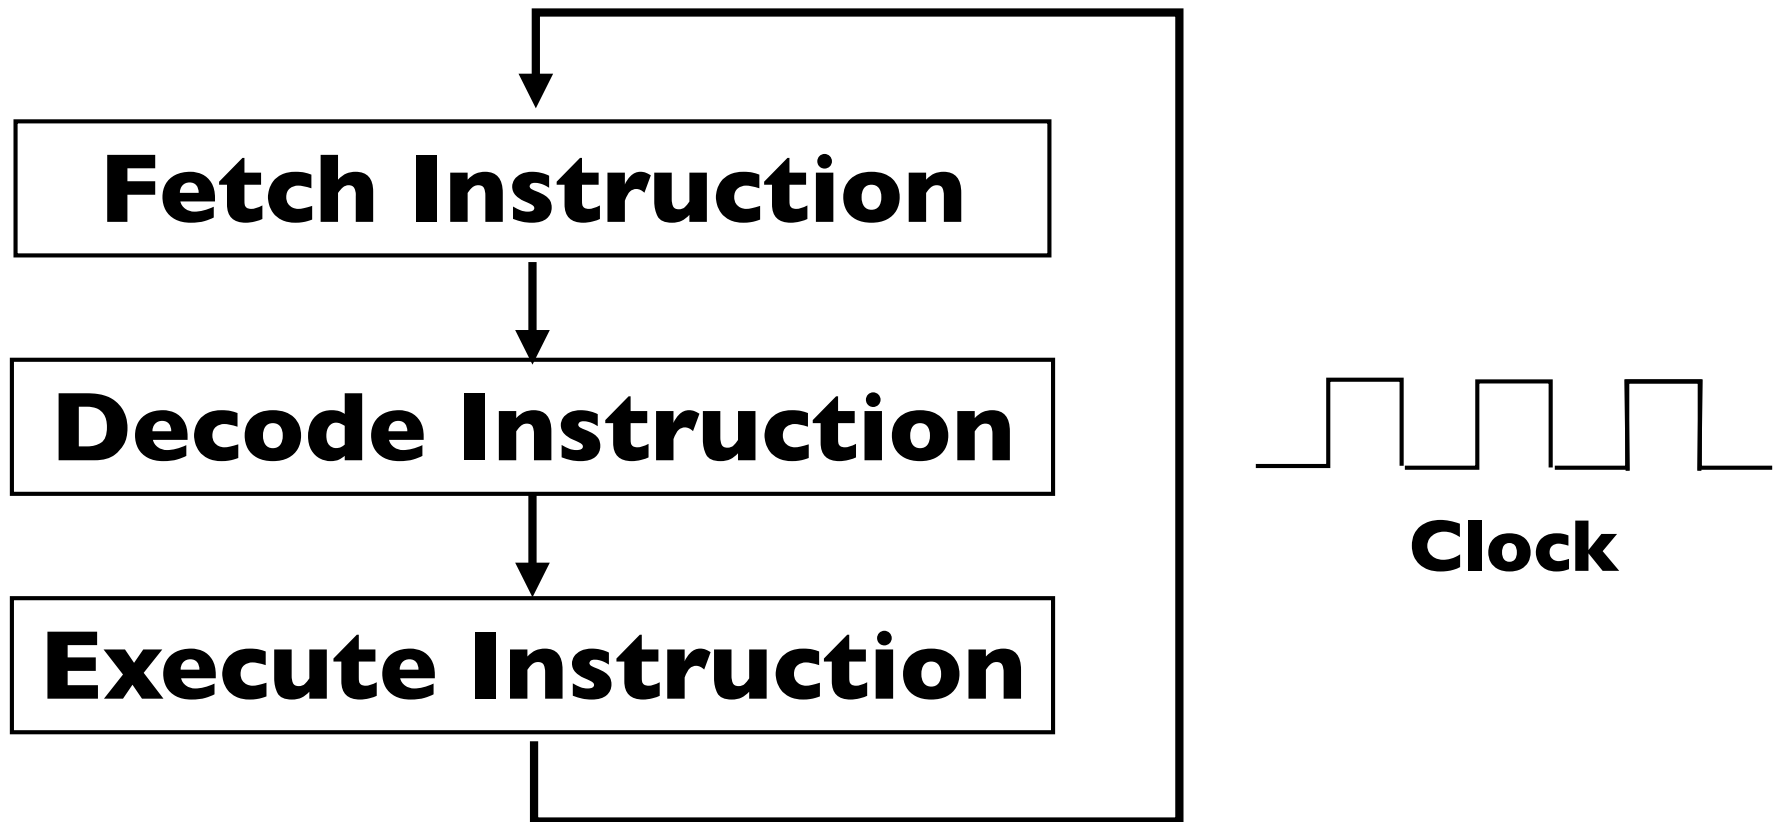 Fetch Instruction
Decode Instruction
Execute Instruction
Clock